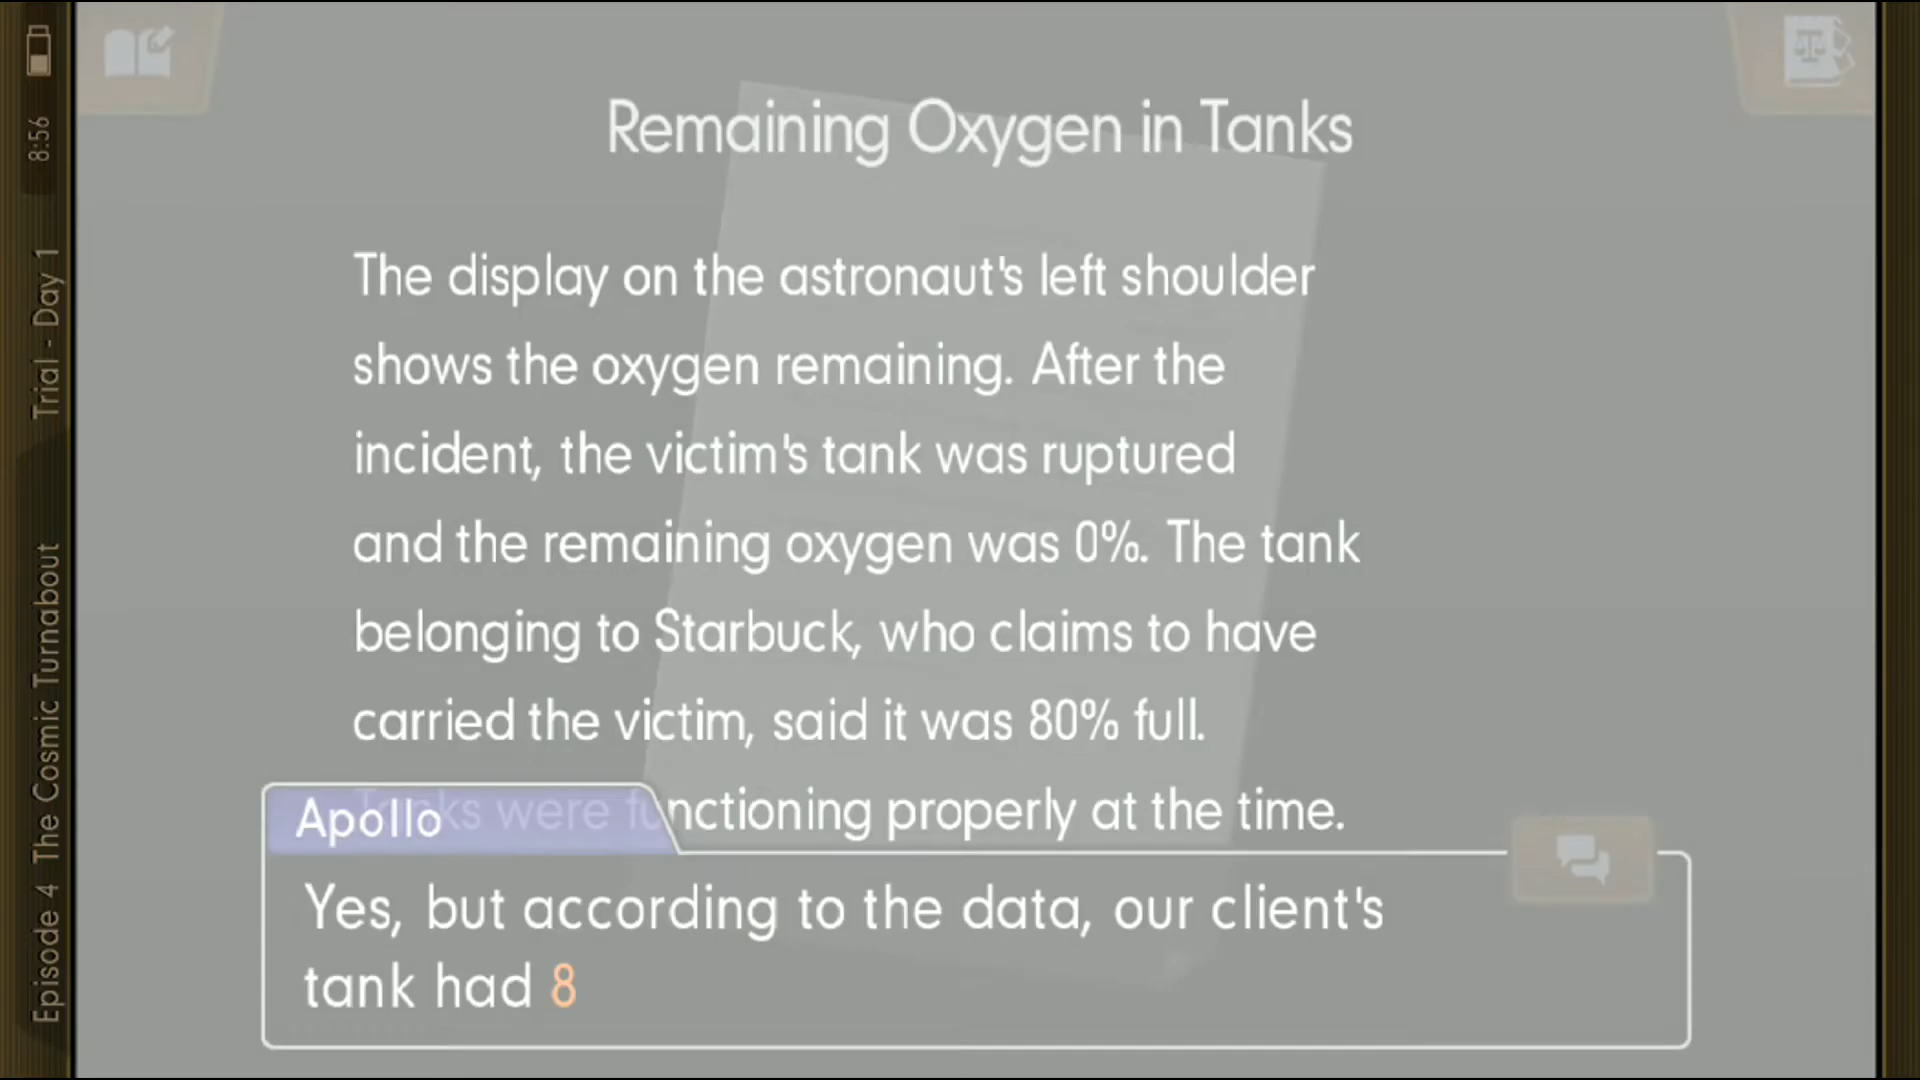 8:56
Trial - Day 1
Episode 4 The Cosmic Turnabout
Remaining Oxygen in Tanks
The display on the astronaut's left shoulder
shows the oxygen remaining. After the
incident, the victim's tank was ruptured
and the remaining oxygen was 0%. The tank
belonging to Starbuck, who claims to have
carried the victim, said it was 80% full.
Tanks were functioning properly at the time.
Apollo
Yes, but according to the data, our client's
tank had 8